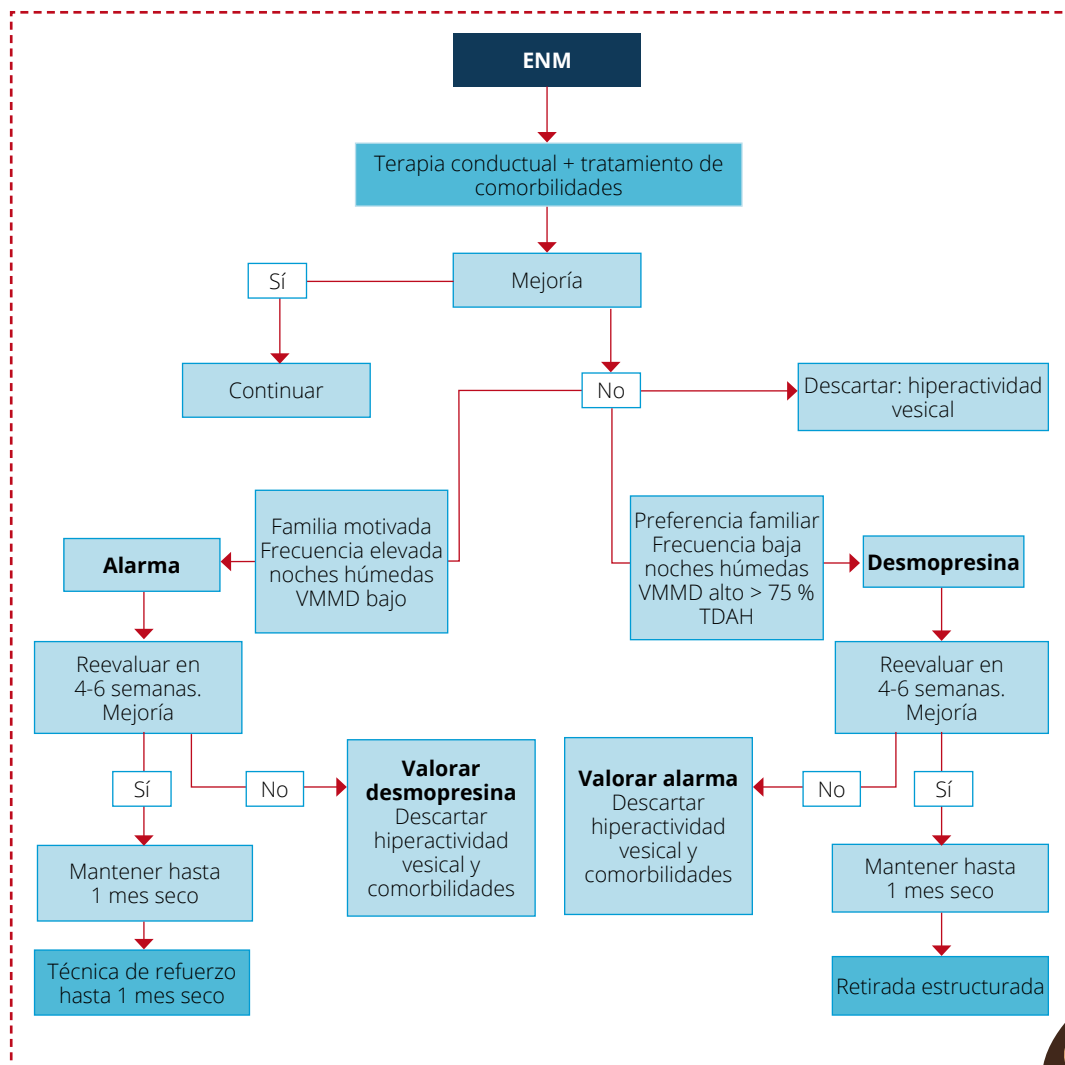 ENM
Terapia conductual + tratamiento de
comorbilidades
Mejoría
Sí
Continuar
No
Descartar: hiperactividad
vesical
Familia motivada
Frecuencia elevada
noches húmedas
VMMD bajo
Alarma
Preferencia familiar
Frecuencia baja
noches húmedas
VMMD alto > 75 %
TDAH
Desmopresina
Reevaluar en
4-6 semanas.
Mejoría
Sí
No
Valorar
desmopresina
Descartar
hiperactividad
vesical y
comorbilidades
Mantener hasta
1 mes seco
Técnica de refuerzo
hasta 1 mes seco
Reevaluar en
4-6 semanas.
Mejoría
No
Sí
Valorar alarma
Descartar
hiperactividad
vesical y
comorbilidades
Mantener hasta
1 mes seco
Retirada estructurada